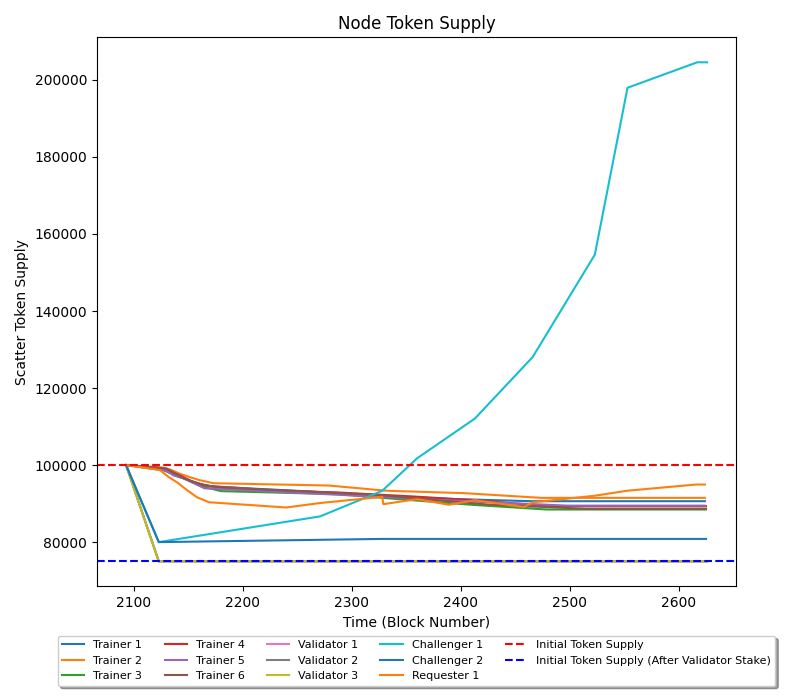 Node Token Supply
Scatter Token Supply
200000
180000
160000
140000
120000
100000
80000
2100 2200 2300 2400 2500 2600
Time (Block Number)
Trainer 1 Trainer 4 Validator 1 Challenger 1 Initial Token Supply
Trainer 2 Trainer 5 Validator 2 Challenger 2 Initial Token Supply (After Validator Stake)
Trainer 3 Trainer 6 Validator 3 Requester 1